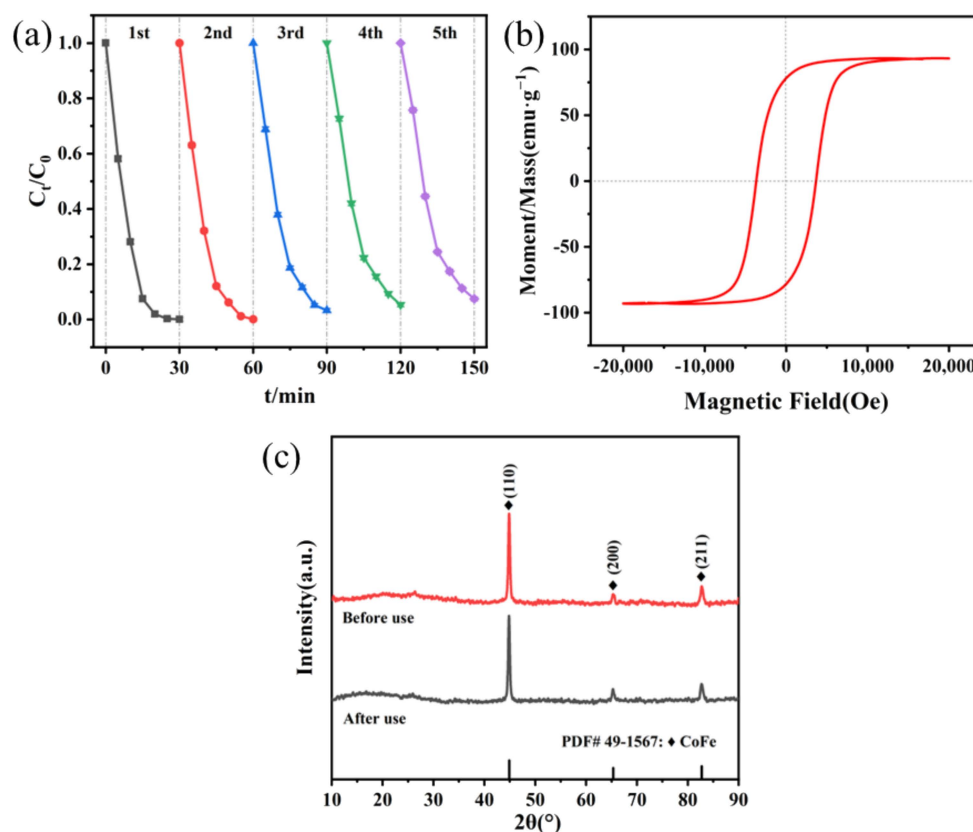 (a)
1st 2nd 3rd 4th 5th
1.0
0.8
0.6
0.4
0.2
0.0
Ct/C0
0 30 60 90 120 150
t/min
(b)
100
50
0
-50
-100
Moment/Mass(emu·g⁻¹)
-20,000 -10,000 0 10,000 20,000
Magnetic Field(Oe)
(c)
Intensity(a.u.)
♦(110)
♦(200)
♦(211)
Before use
After use
PDF# 49-1567: ♦ CoFe
10 20 30 40 50 60 70 80 90
2θ(°)